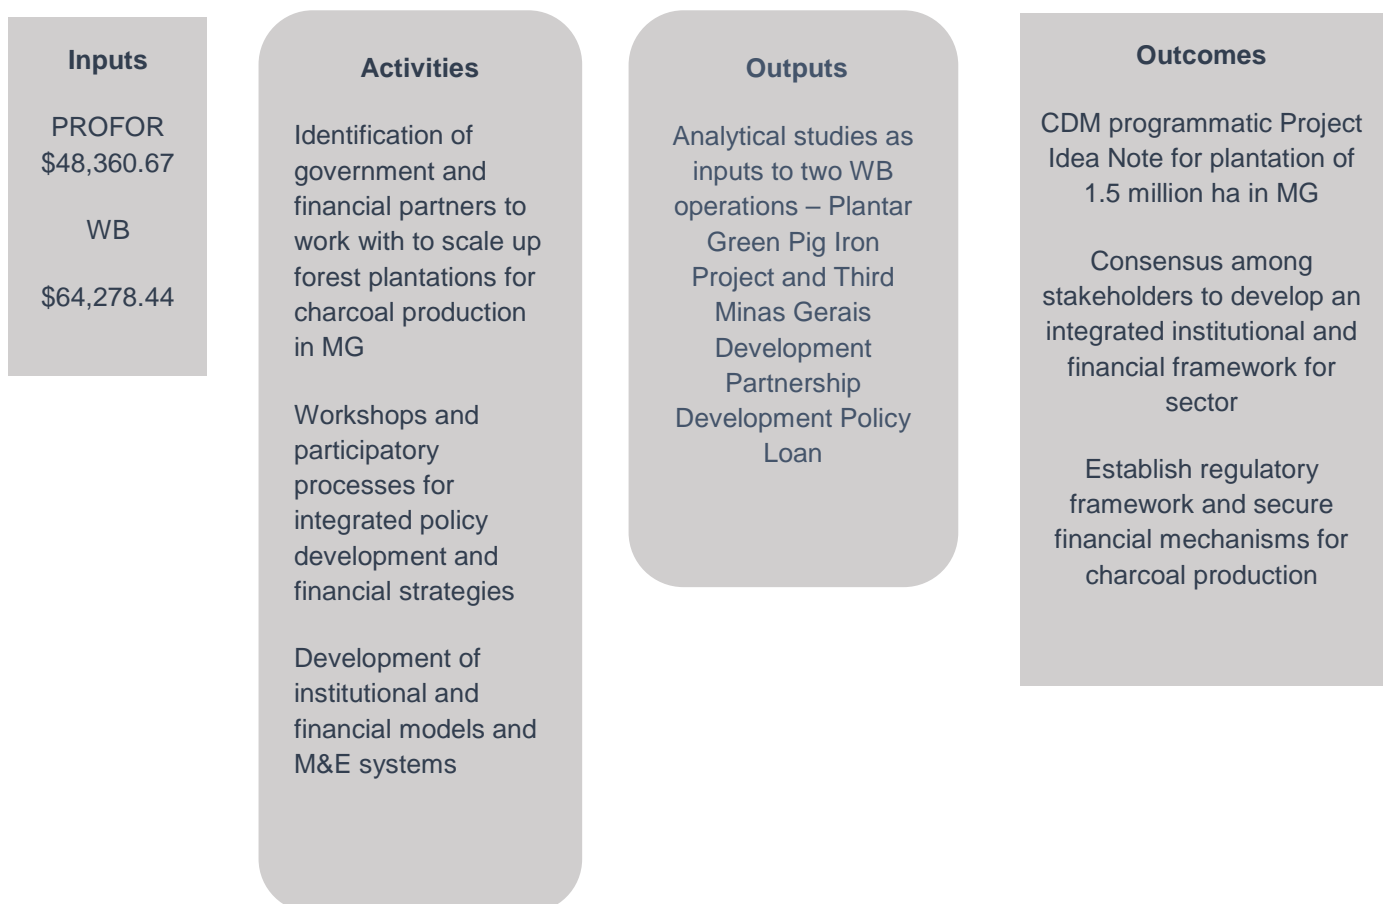 Inputs
PROFOR
$48,360.67
WB
$64,278.44
Activities
Identification of
government and
financial partners to
work with to scale up
forest plantations for
charcoal production
in MG
Workshops and
participatory
processes for
integrated policy
development and
financial strategies
Development of
institutional and
financial models and
M&E systems
Outputs
Analytical studies as
inputs to two WB
operations – Plantar
Green Pig Iron
Project and Third
Minas Gerais
Development
Partnership
Development Policy
Loan
Outcomes
CDM programmatic Project
Idea Note for plantation of
1.5 million ha in MG
Consensus among
stakeholders to develop an
integrated institutional and
financial framework for
sector
Establish regulatory
framework and secure
financial mechanisms for
charcoal production